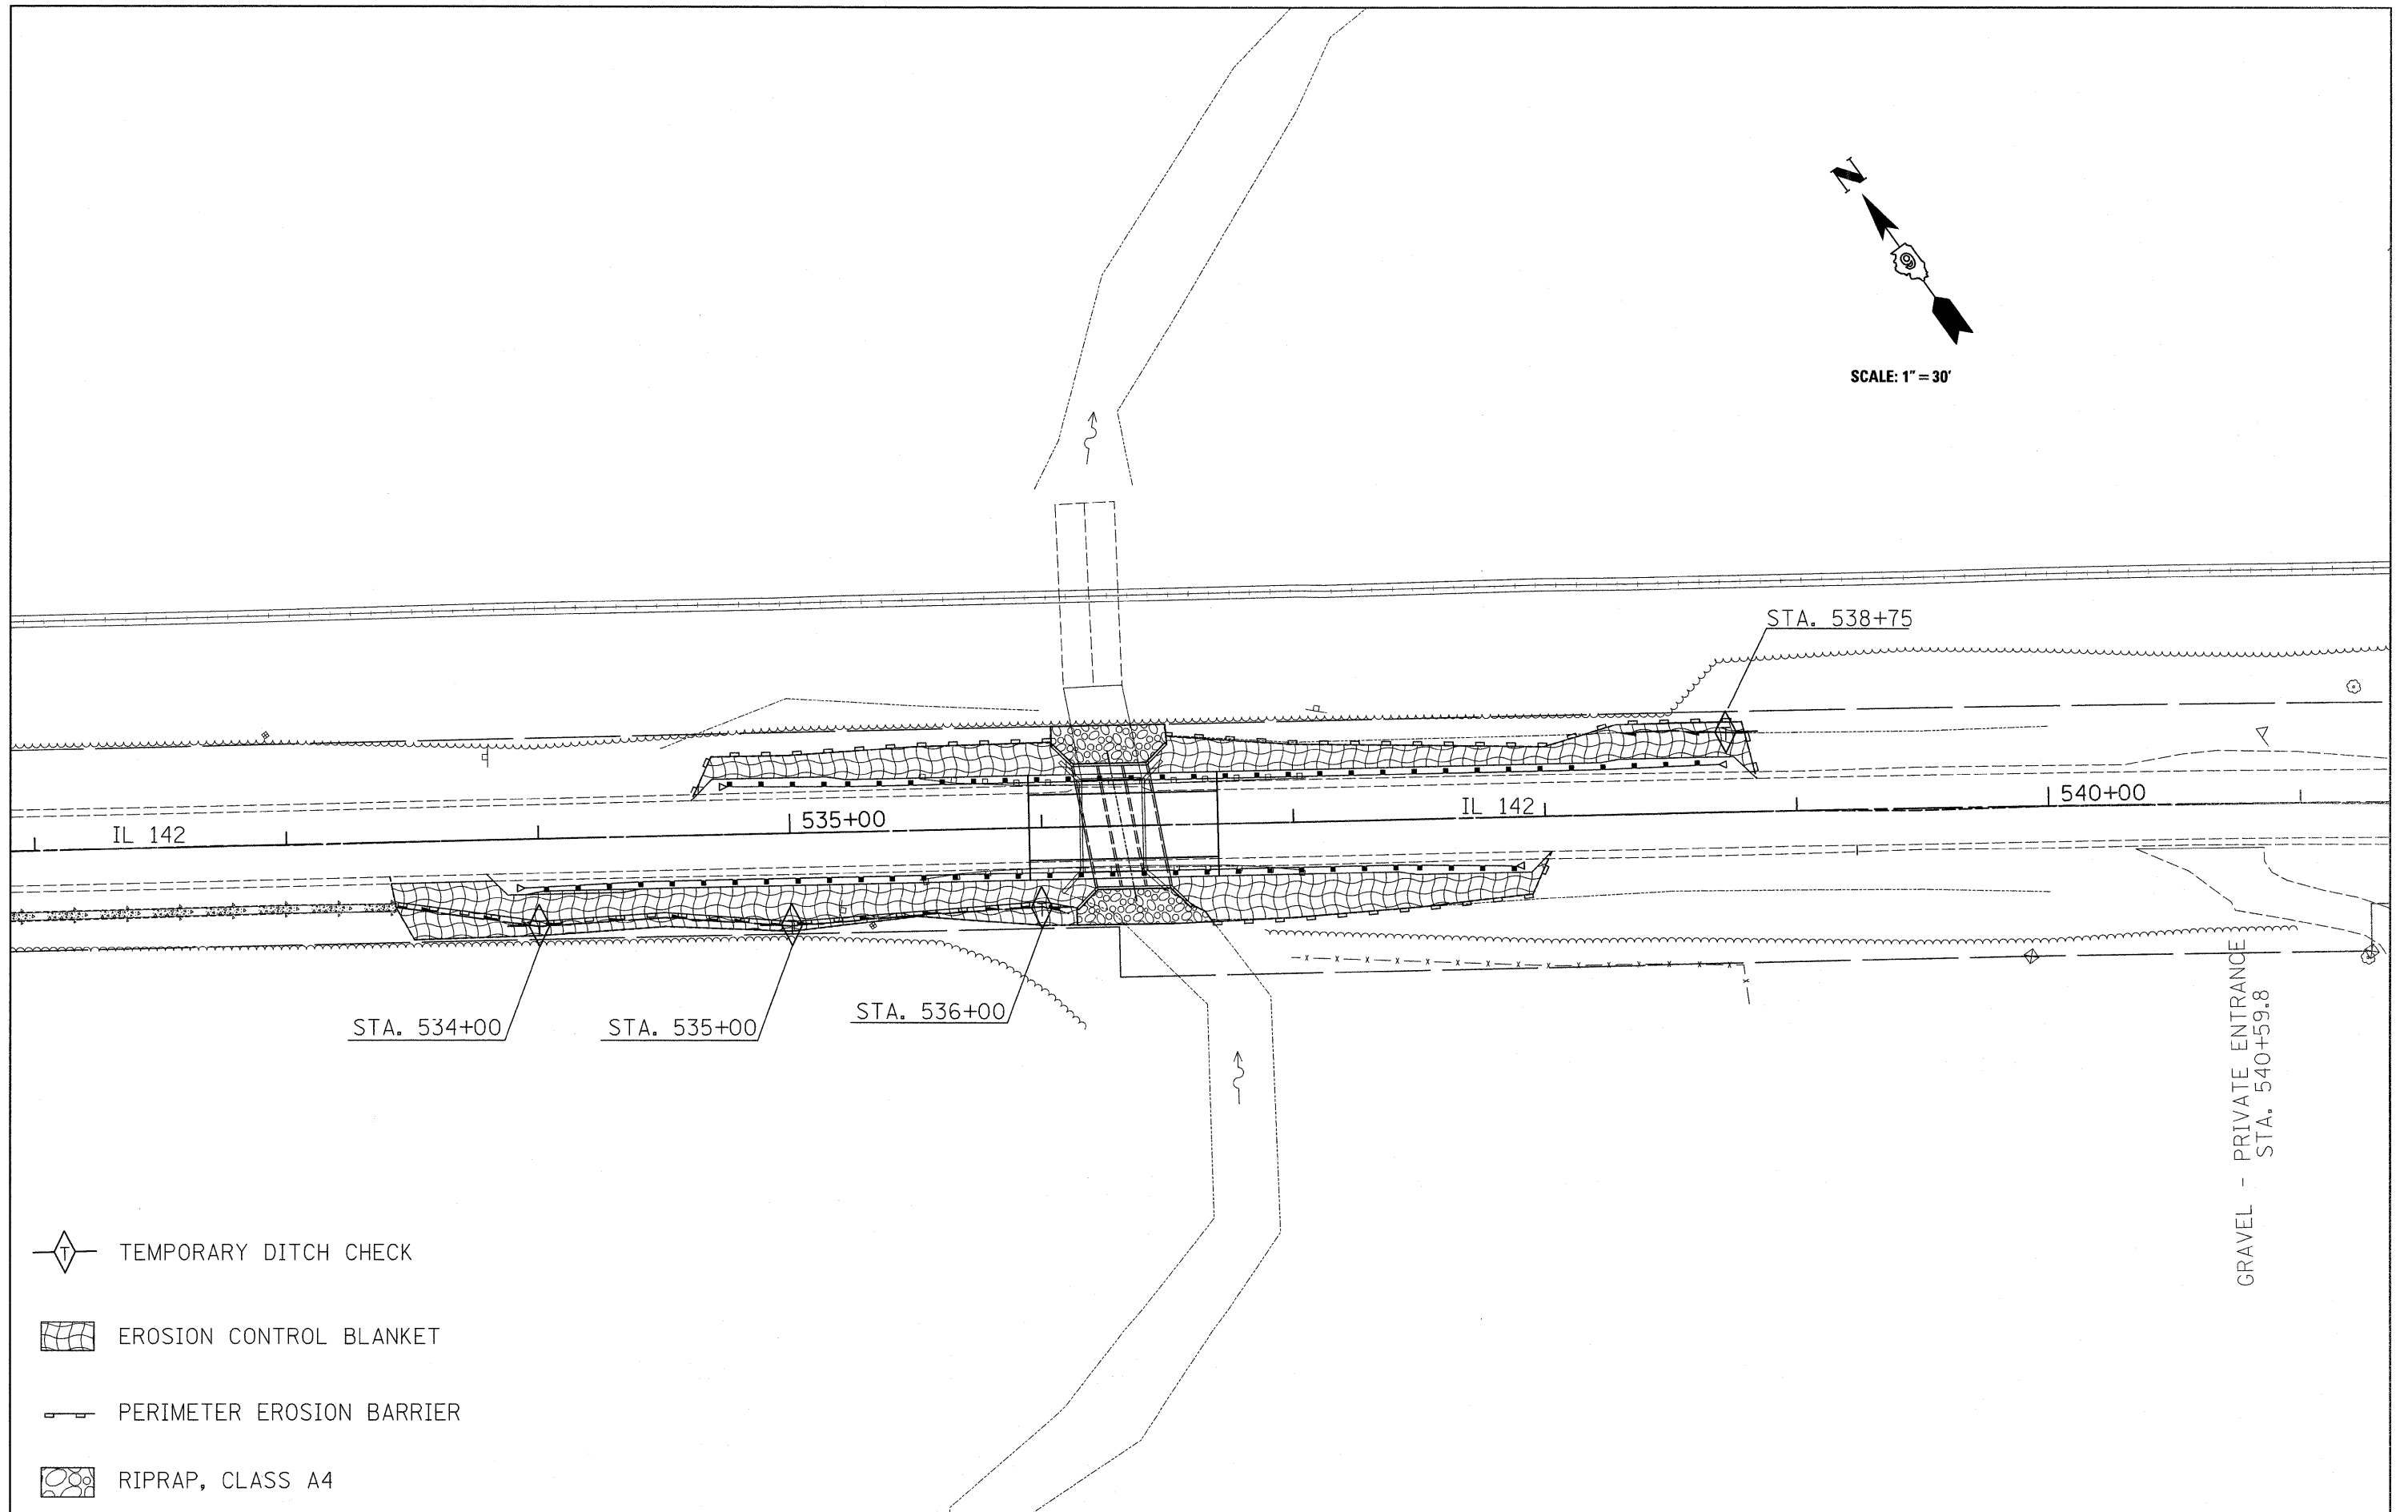 N
9
SCALE: 1" = 30'
STA. 538+75
IL 142
535+00
IL 142
540+00
STA. 534+00
STA. 535+00
STA. 536+00
GRAVEL - PRIVATE ENTRANCE
STA. 540+59.8
T TEMPORARY DITCH CHECK
EROSION CONTROL BLANKET
PERIMETER EROSION BARRIER
RIPRAP, CLASS A4